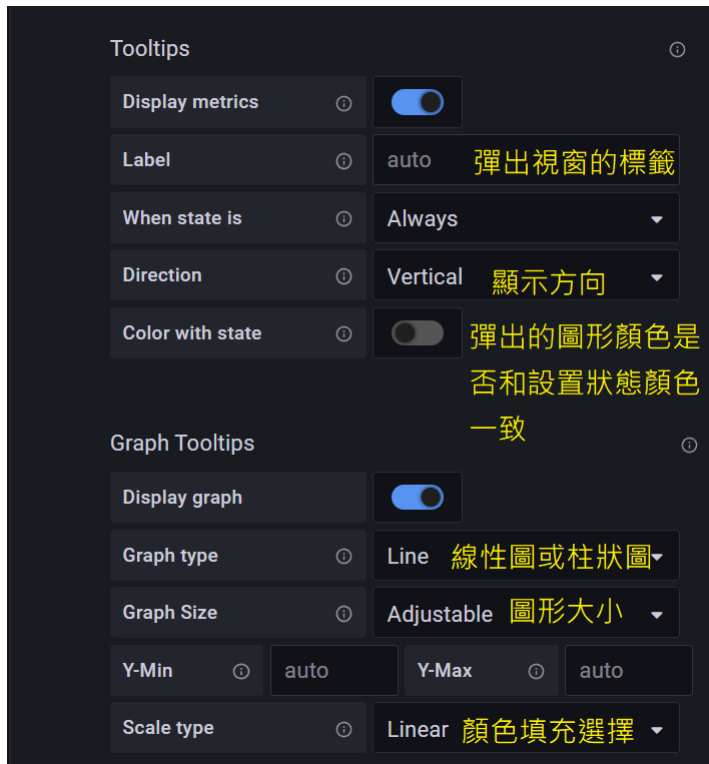 Tooltips
Display metrics
Label auto 彈出視窗的標籤
When state is Always
Direction Vertical 顯示方向
Color with state 彈出的圖形顏色是
否和設置狀態顏色
一致
Graph Tooltips
Display graph
Graph type Line 線性圖或柱狀圖
Graph Size Adjustable 圖形大小
Y-Min auto Y-Max auto
Scale type Linear 顏色填充選擇